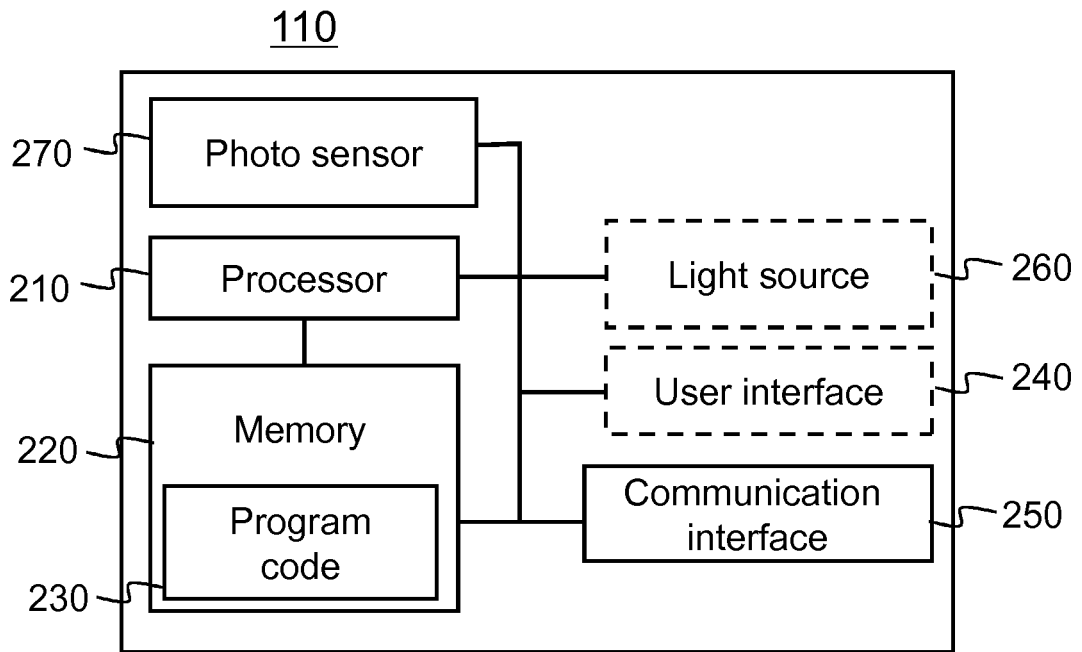 110
270
Photo sensor
210
Processor
Light source
260
User interface
240
220
Memory
Communication
interface
250
Program
code
230